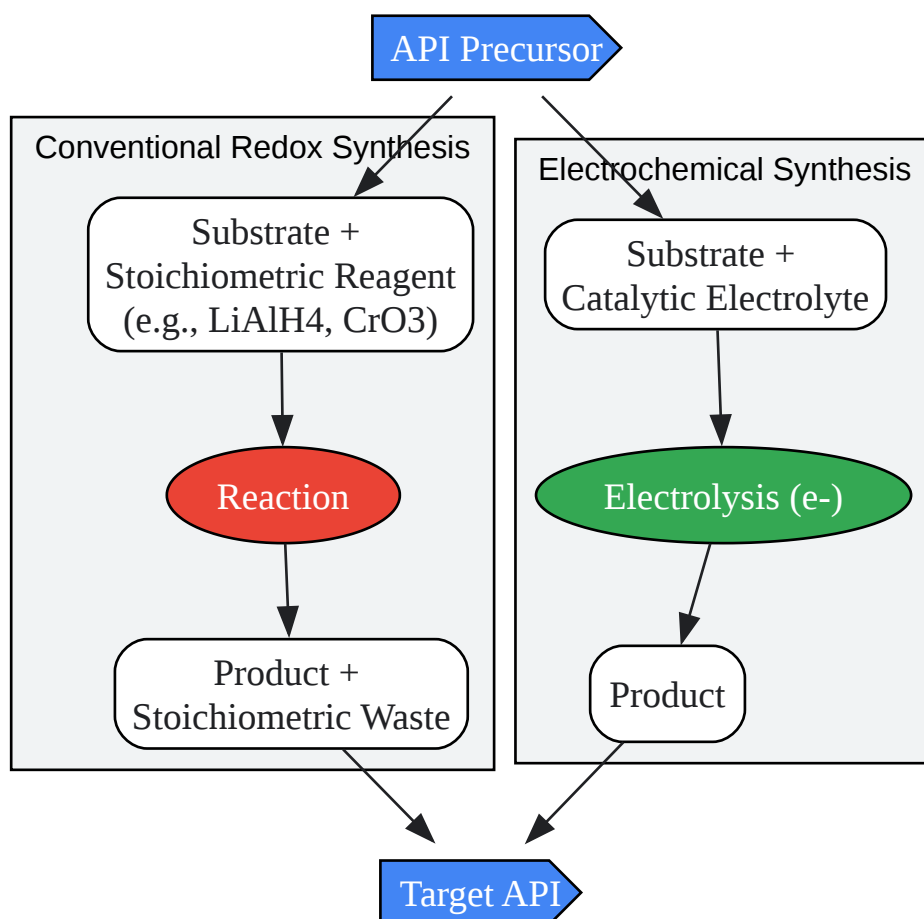 API Precursor
Conventional Redox Synthesis
Substrate +
Stoichiometric Reagent
(e.g., LiAlH4, CrO3)
Reaction
Product +
Stoichiometric Waste
Electrochemical Synthesis
Substrate +
Catalytic Electrolyte
Electrolysis (e-)
Product
Target API